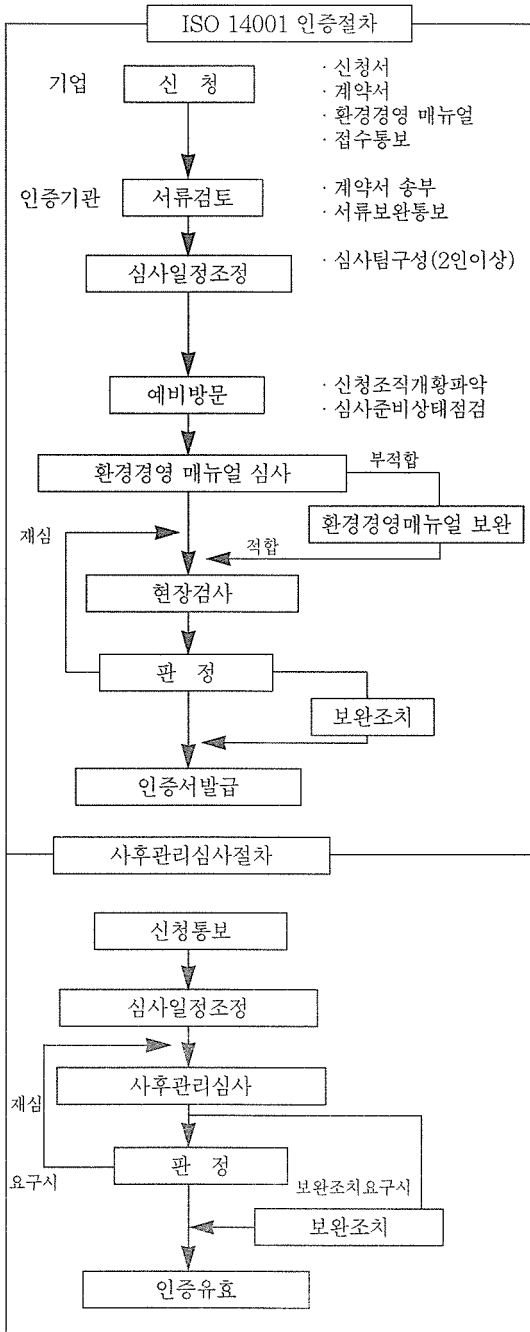 ISO 14001 인증절차
기업
신 청
· 신청서
· 계약서
· 환경경영 매뉴얼
· 접수통보
인증기관
서류검토
· 계약서 송부
· 서류보완통보
심사일정조정
· 심사팀구성(2인이상)
예비방문
· 신청조직개황파악
· 심사준비상태점검
환경경영 매뉴얼 심사
부적합
환경경영매뉴얼 보완
재심
적합
현장검사
판 정
보완조치
인증서발급
사후관리심사절차
신청통보
심사일정조정
사후관리심사
재심
판 정
요구시
보완조치요구시
보완조치
인증유효